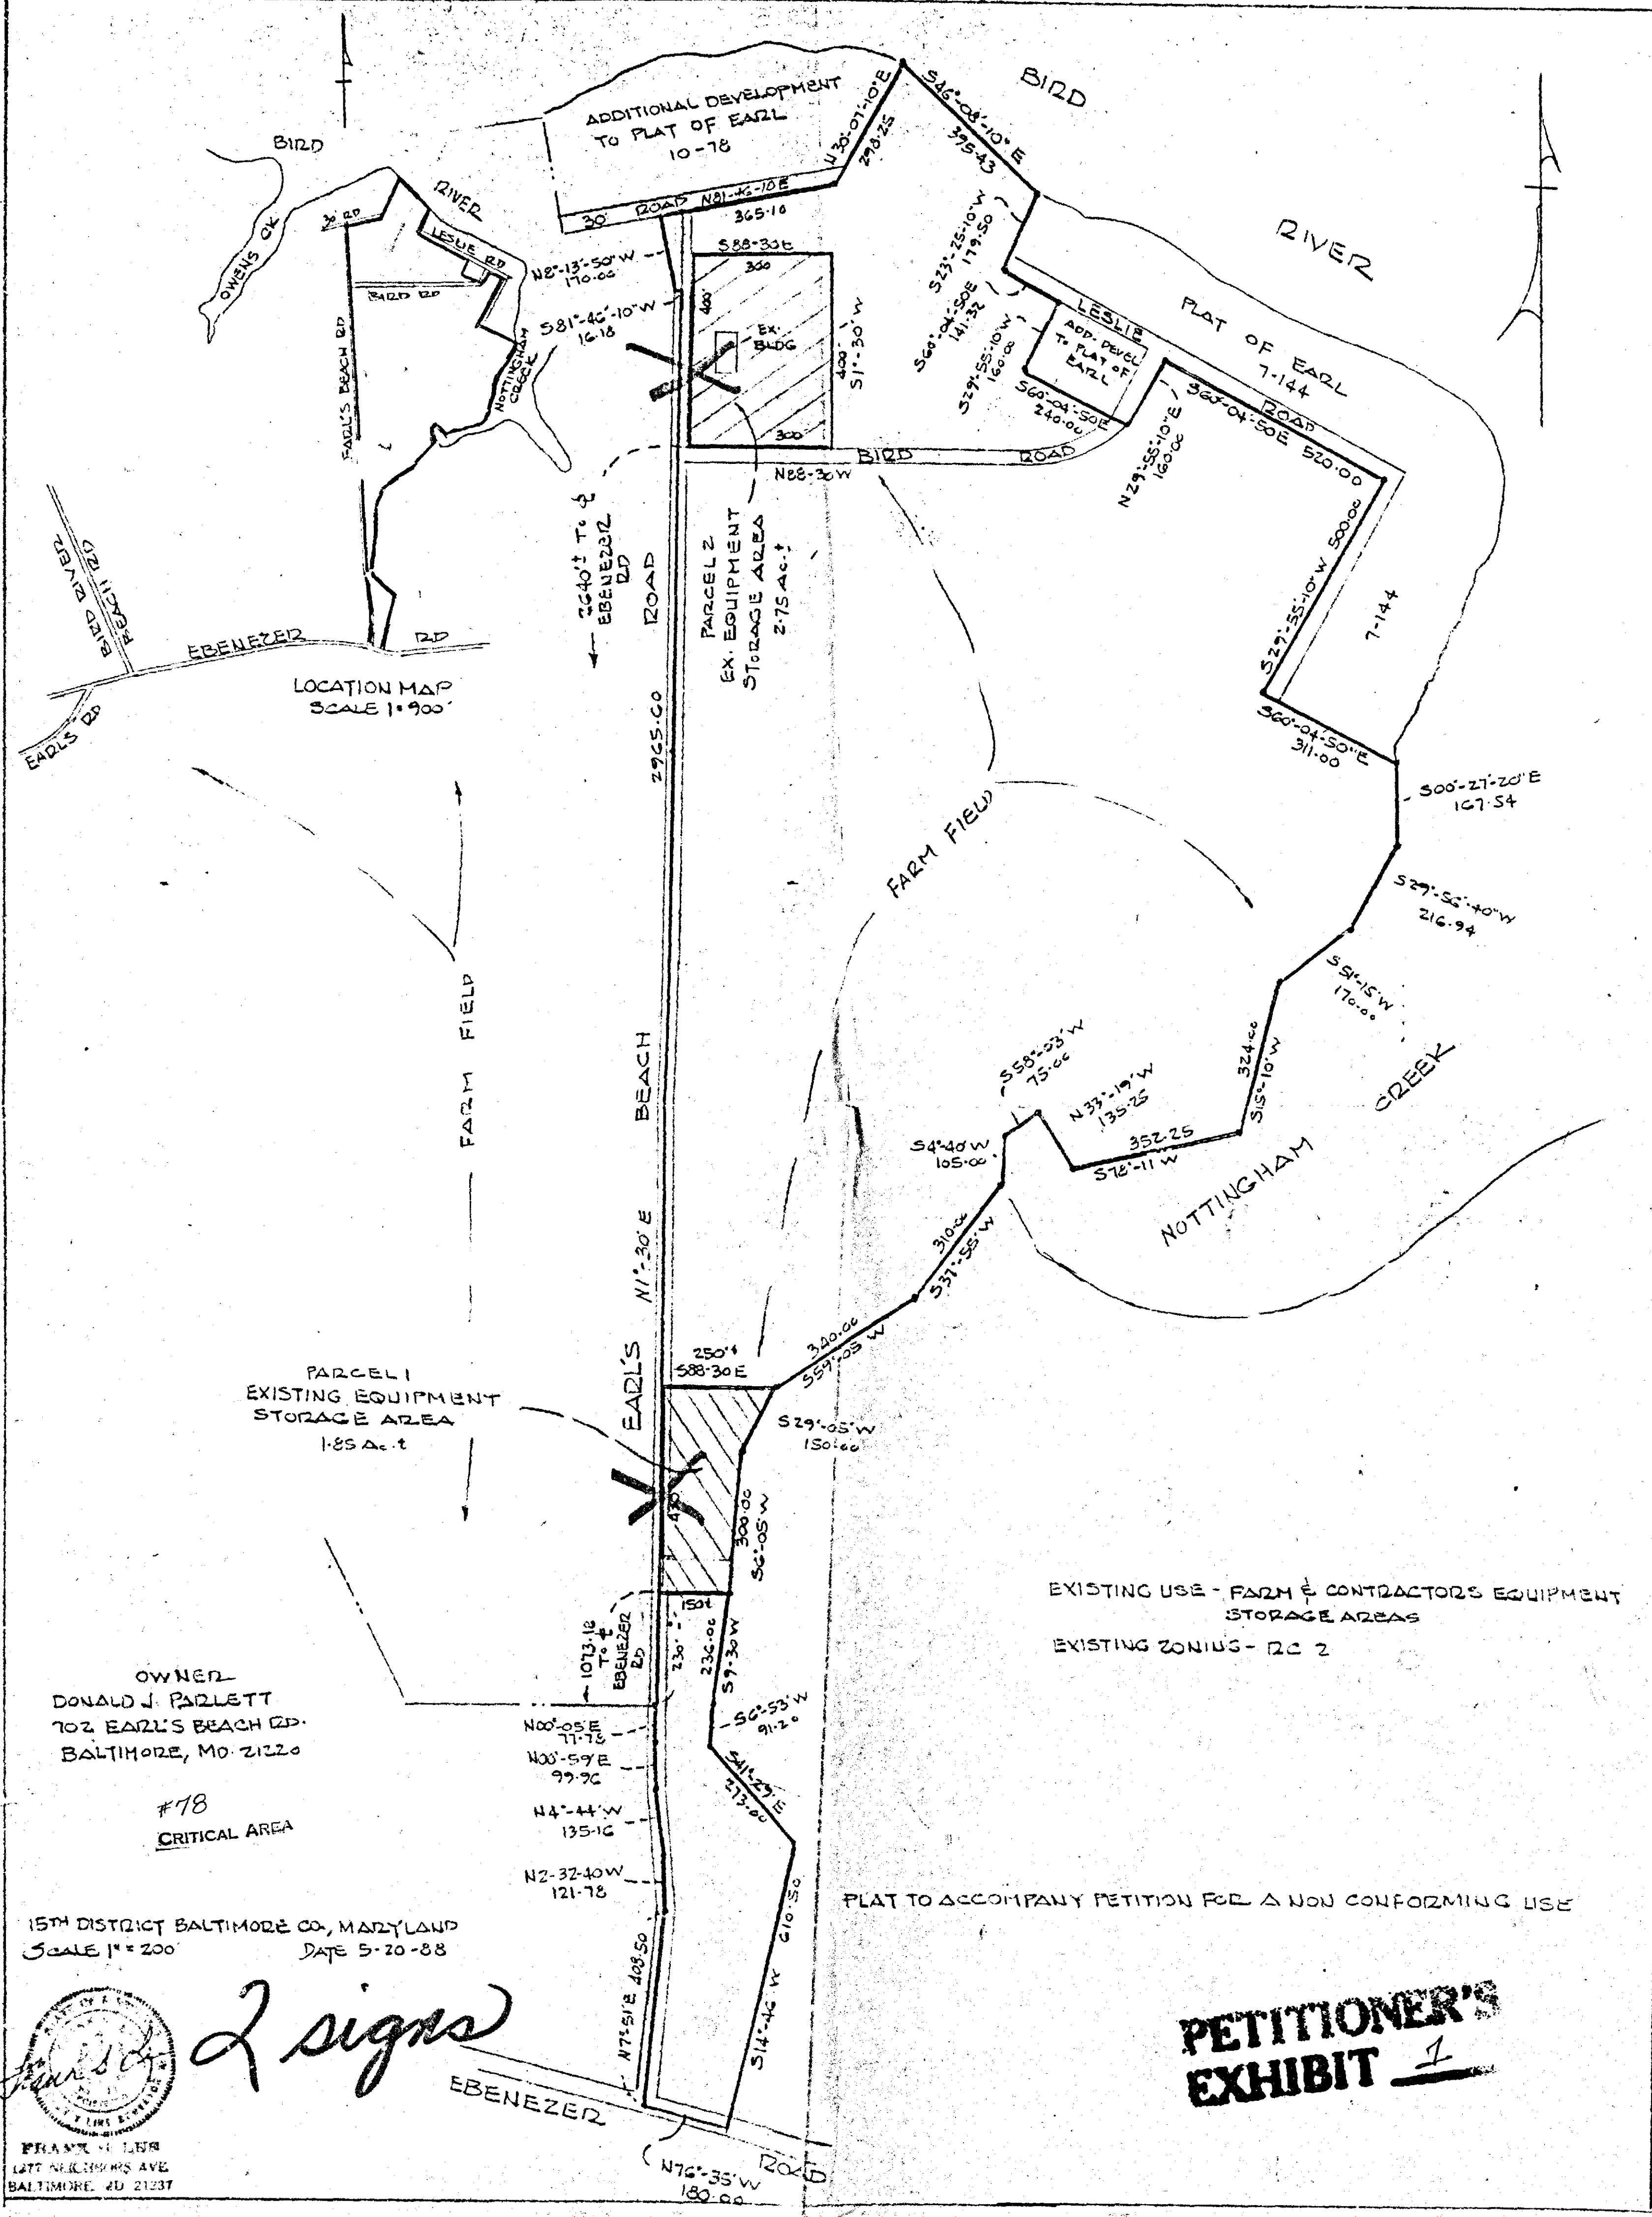 BIRD
RIVER
OWENS CK
30' RD
LESLIE RD
BIRD RD
EARL'S BEACH RD
NOTTINGHAM
CREEK
BIRD RIVER
BEACH RD
EBENEZER RD
EARLS RD
LOCATION MAP
SCALE 1"=900'
ADDITIONAL DEVELOPMENT
TO PLAT OF EARL
10-78
30' ROAD N81-46-10E
365.10
N30°-07'-10"E
298.25
S46°-08'-10"E
395.43
BIRD
RIVER
N8°-13'-50"W
170.00
S81°-46'-10"W
16.18
S88-30E
300
400'
EX.
BLDG
400'
S1°-30'W
300
N88-30W
BIRD ROAD
S23°-25'-10"W
179.50
S60°-04'-50E
141.32
S29°-55'-10"W
160.00
LESLIE
ROAD
ADD. DEVEL
TO PLAT OF
EARL
S60°-04'-50E
240.00
N29°-55'-10"E
160.00
PLAT OF EARL
7-144
S60°-04'-50E 520.00
S29°-55'-10"W 500.00
7-144
S60°-04'-50"E
311.00
S00°-27'-20"E
167.54
S29°-56'-40"W
216.94
S51°-15'W
170.00
324.00
S15°-10'W
352.25
S78°-11'W
N33°-19'W
135.25
S58°-03'W
75.00
S4°-40'W
105.00
310.00
S37°-55'W
340.00
S59°-05'W
NOTTINGHAM CREEK
2640'± TO ℄
EBENEZER
RD
PARCEL 2
EX. EQUIPMENT
STORAGE AREA
2.75 Ac.±
FARM FIELD
FARM FIELD
EARL'S BEACH ROAD
N1°-30'E
2965.60
PARCEL 1
EXISTING EQUIPMENT
STORAGE AREA
1.85 Ac.±
250'±
S88-30E
S29°-05'W
150.00
300.00
S6°-05'W
150±
1073.18
TO ℄
EBENEZER
RD
230'
236.00
S9-30W
S6°-53'W
91.20
S41°-29'E
273.00
N00°-05'E
77.78
N00°-59'E
99.96
N4°-44'W
135.16
N2-32-40W
121.78
N7°-51'E 408.50
S14°-46'W 610.50
EBENEZER ROAD
N76°-35'W
180.00
EXISTING USE - FARM & CONTRACTORS EQUIPMENT
STORAGE AREAS
EXISTING ZONING - RC 2
OWNER
DONALD J. PARLETT
702 EARL'S BEACH RD.
BALTIMORE, MD. 21220
#78
CRITICAL AREA
PLAT TO ACCOMPANY PETITION FOR A NON CONFORMING USE
15TH DISTRICT BALTIMORE CO., MARYLAND
SCALE 1"=200' DATE 5-20-88
2 signs
PETITIONER'S
EXHIBIT 1
AVE
BALTIMORE, MD 21237